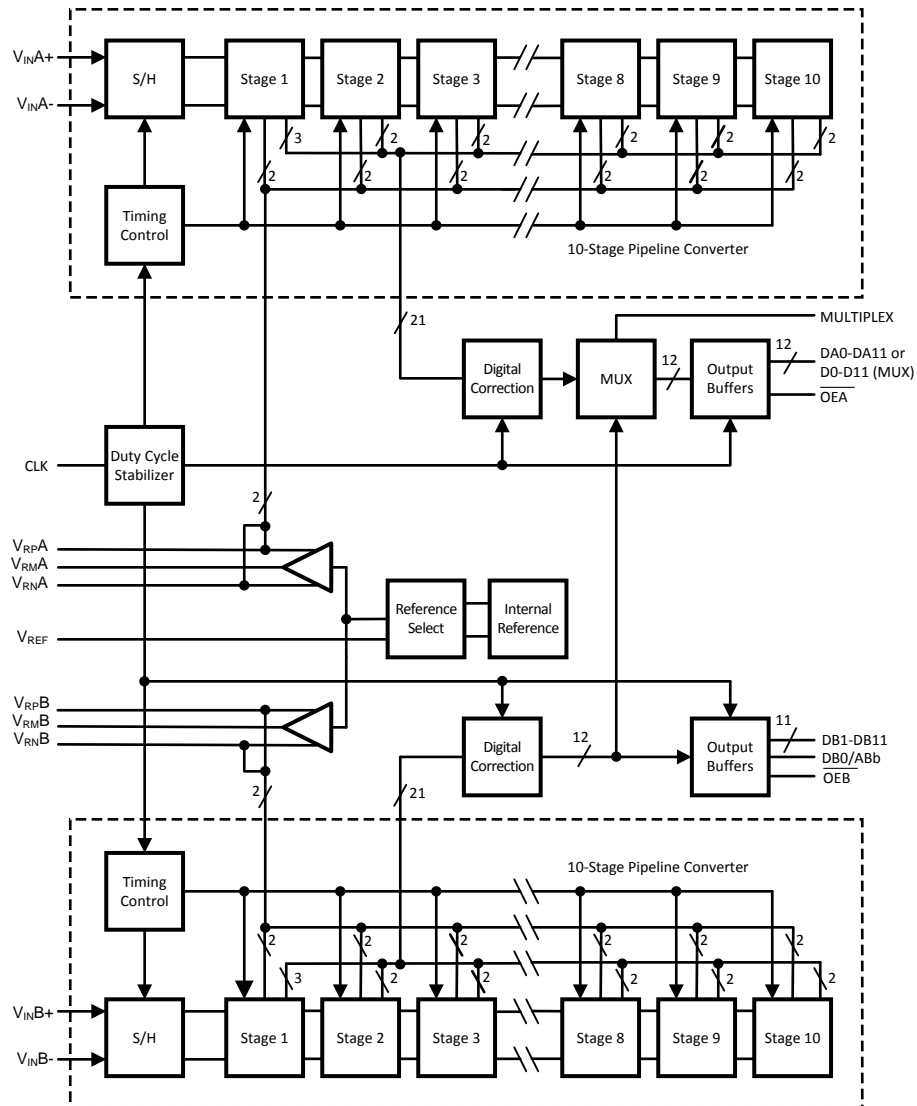 VINA+
VINA-
S/H
Stage 1
Stage 2
Stage 3
Stage 8
Stage 9
Stage 10
3
2
2
2
2
2
2
2
2
2
2
2
Timing
Control
10-Stage Pipeline Converter
21
MULTIPLEX
Digital
Correction
MUX
12
Output
Buffers
12
DA0-DA11 or
D0-D11 (MUX)
OEA
CLK
Duty Cycle
Stabilizer
2
VRPA
VRMA
VRNA
VREF
Reference
Select
Internal
Reference
VRPB
VRMB
VRNB
2
21
Digital
Correction
12
Output
Buffers
11
DB1-DB11
DB0/ABb
OEB
Timing
Control
10-Stage Pipeline Converter
2
2
2
2
2
2
3
2
2
2
2
2
VINB+
VINB-
S/H
Stage 1
Stage 2
Stage 3
Stage 8
Stage 9
Stage 10